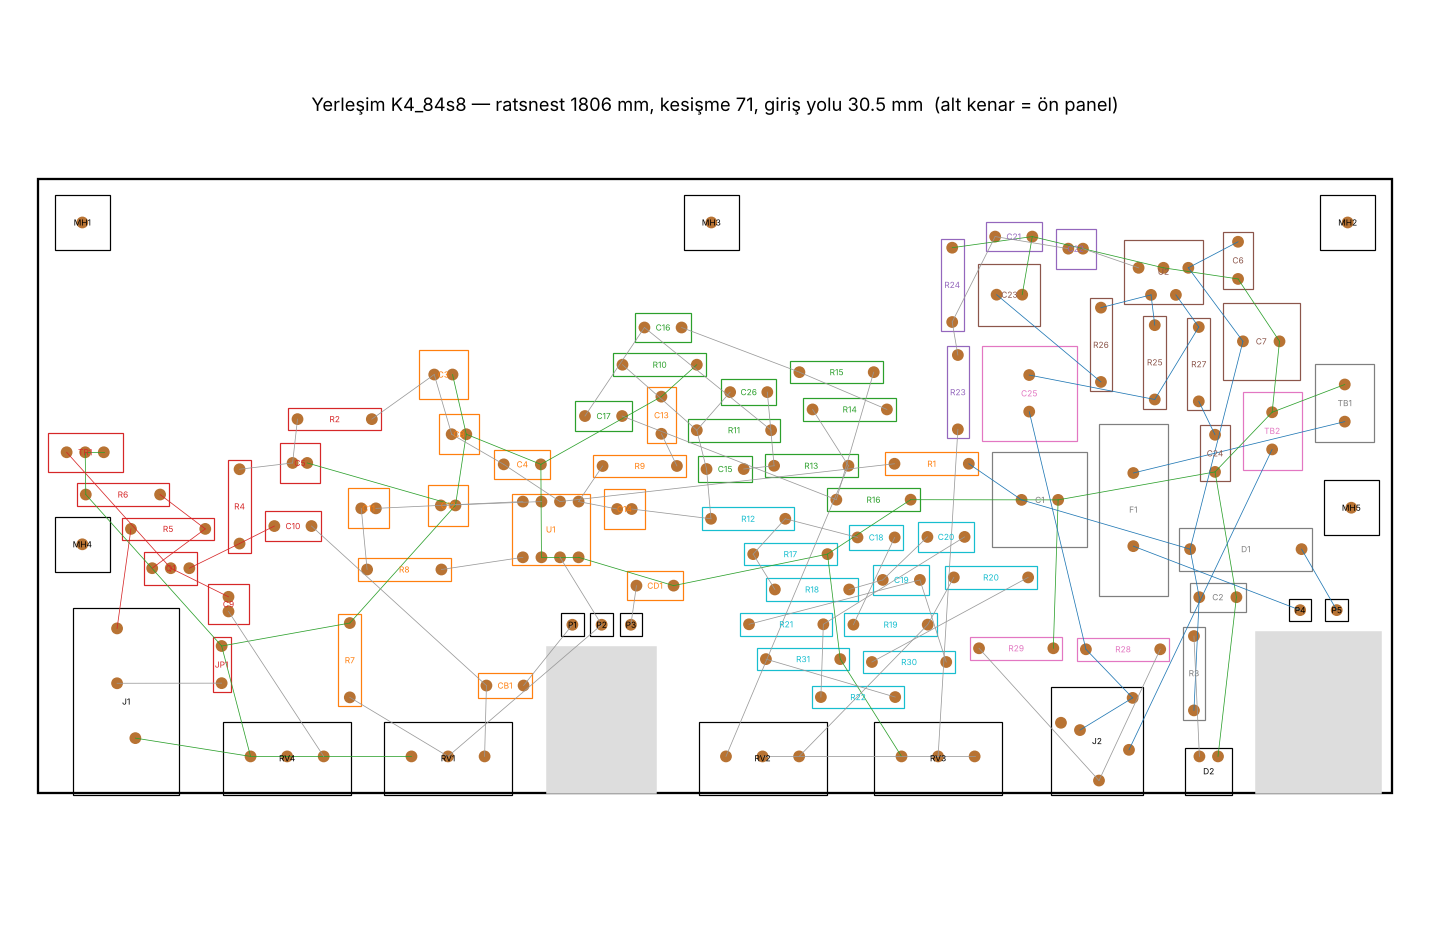 Yerleşim K4_84s8 — ratsnest 1806 mm, kesişme 71, giriş yolu 30.5 mm  (alt kenar = ön panel)
MH1
MH3
MH2
C21
C6
R24
C23
C16
C7
R26
R25
R27
R10
R15
R23
C25
C26
TB1
R2
C17
C13
R14
R11
TB2
C4
R9
C15
R13
R1
C24
R6
R4
R16
C1
MH5
F1
R5
C10
U1
R12
MH4
C18
C20
D1
R17
R8
C19
R20
CD1
R18
C2
P4
P5
P1
P2
P3
R21
R19
R29
R28
JP1
R7
R31
R30
R3
CB1
R22
J1
J2
RV4
RV1
RV2
RV3
D2